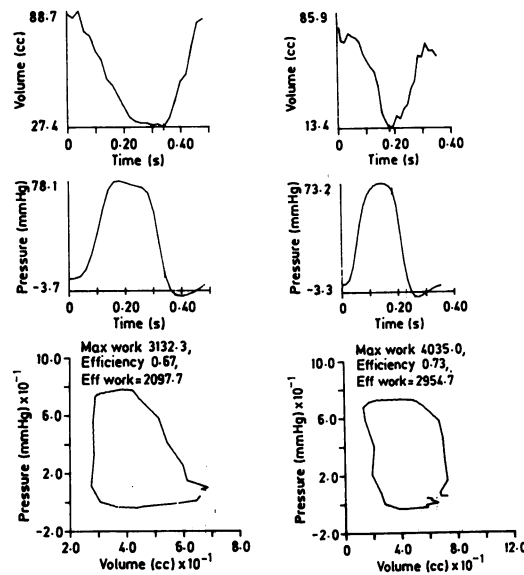 88·7
Volume (cc)
27·4
0
0·20
0·40
Time (s)
85·9
Volume (cc)
13·4
0
0·20
0·40
Time (s)
78·1
Pressure (mmHg)
-3·7
0
0·20
0·40
Time (s)
73·2
Pressure (mmHg)
-3·3
0
0·20
0·40
Time (s)
Max work 3132·3,
Efficiency 0·67,
Eff work=2097·7
10·0
6·0
2·0
-2·0
Pressure (mmHg)×10⁻¹
2·0
4·0
6·0
8·0
Volume (cc)×10⁻¹
Max work 4035·0,
Efficiency 0·73,
Eff work=2954·7
10·0
6·0
2·0
-2·0
Pressure (mmHg)×10⁻¹
0
4·0
8·0
12·0
Volume (cc)×10⁻¹